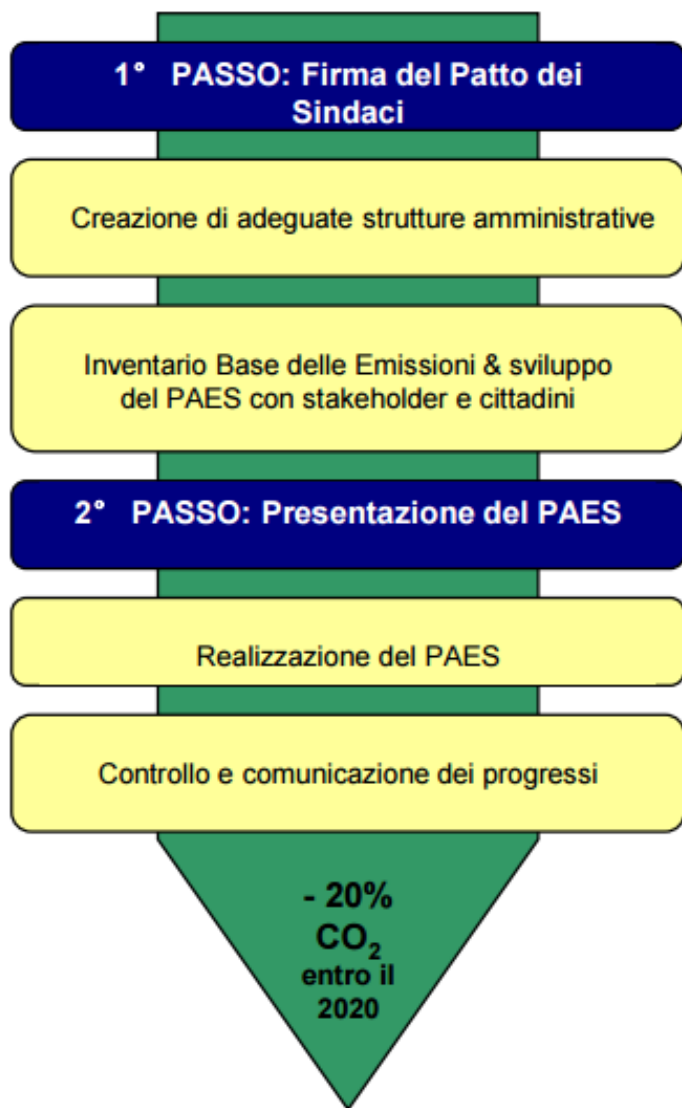 1° PASSO: Firma del Patto dei
Sindaci
Creazione di adeguate strutture amministrative
Inventario Base delle Emissioni & sviluppo
del PAES con stakeholder e cittadini
2° PASSO: Presentazione del PAES
Realizzazione del PAES
Controllo e comunicazione dei progressi
- 20%
CO₂
entro il
2020